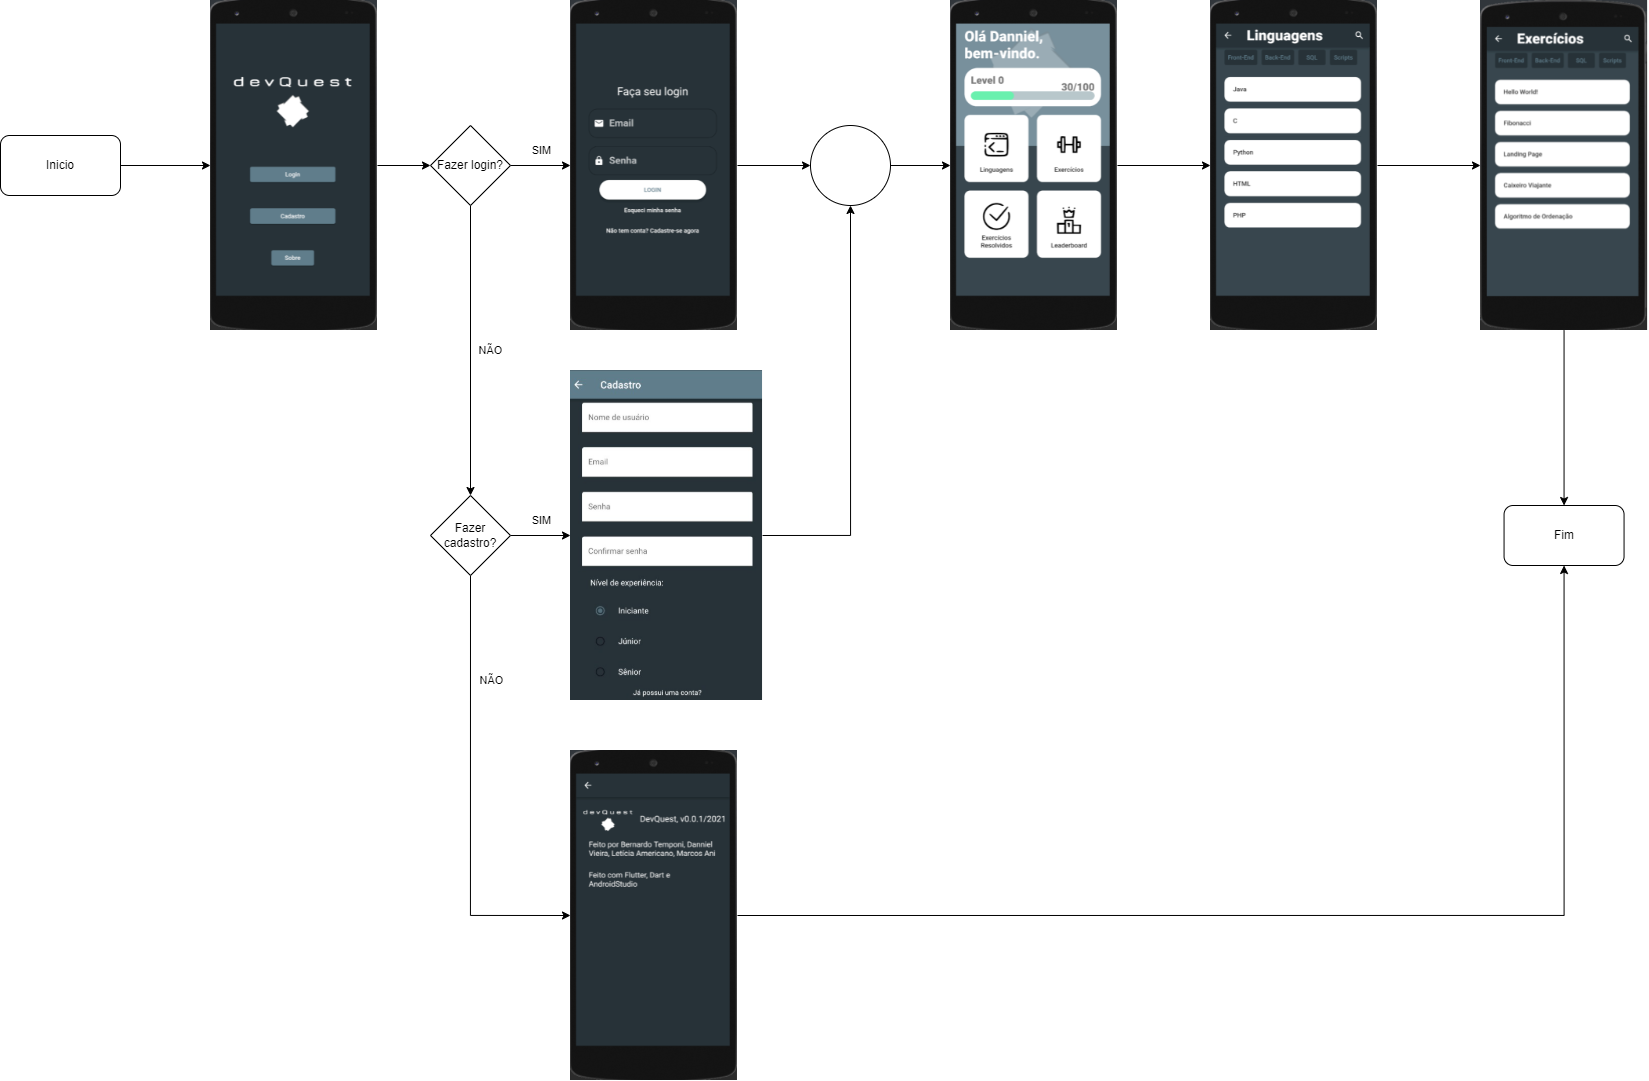 Inicio
devQuest
Login
Cadastro
Sobre
Fazer login?
SIM
NÃO
Faça seu login
Email
Senha
LOGIN
Esqueci minha senha
Não tem conta? Cadastre-se agora
Olá Danniel,
bem-vindo.
Level 0
30/100
Linguagens
Exercícios
Exercícios
Resolvidos
Leaderboard
Linguagens
Front-End Back-End SQL Scripts
Java
C
Python
HTML
PHP
Exercícios
Front-End Back-End SQL Scripts
Hello World!
Fibonacci
Landing Page
Caixeiro Viajante
Algoritmo de Ordenação
Fazer
cadastro?
SIM
NÃO
Cadastro
Nome de usuário
Email
Senha
Confirmar senha
Nível de experiência:
Iniciante
Júnior
Sênior
Já possui uma conta?
Fim
devQuest
DevQuest, v0.0.1/2021
Feito por Bernardo Temponi, Danniel
Vieira, Letícia Americano, Marcos Ani
Feito com Flutter, Dart e
AndroidStudio